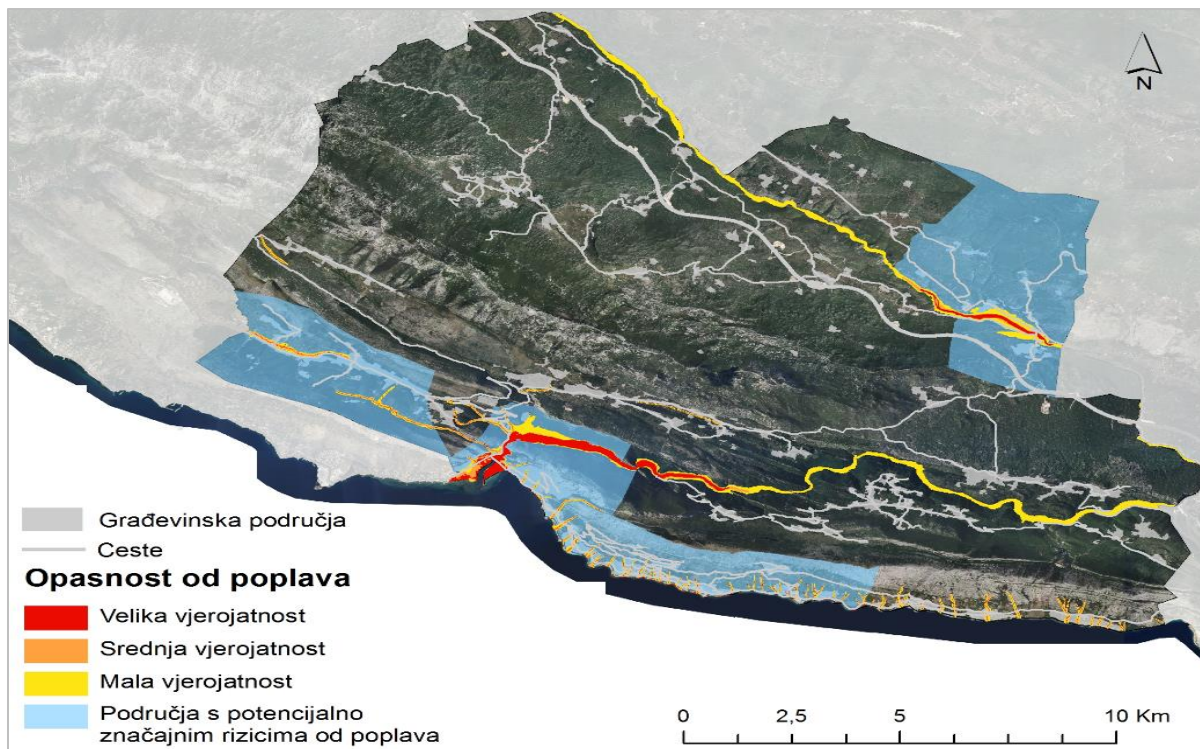 N
Građevinska područja
Ceste
Opasnost od poplava
Velika vjerojatnost
Srednja vjerojatnost
Mala vjerojatnost
Područja s potencijalno
značajnim rizicima od poplava
0 2,5 5 10 Km